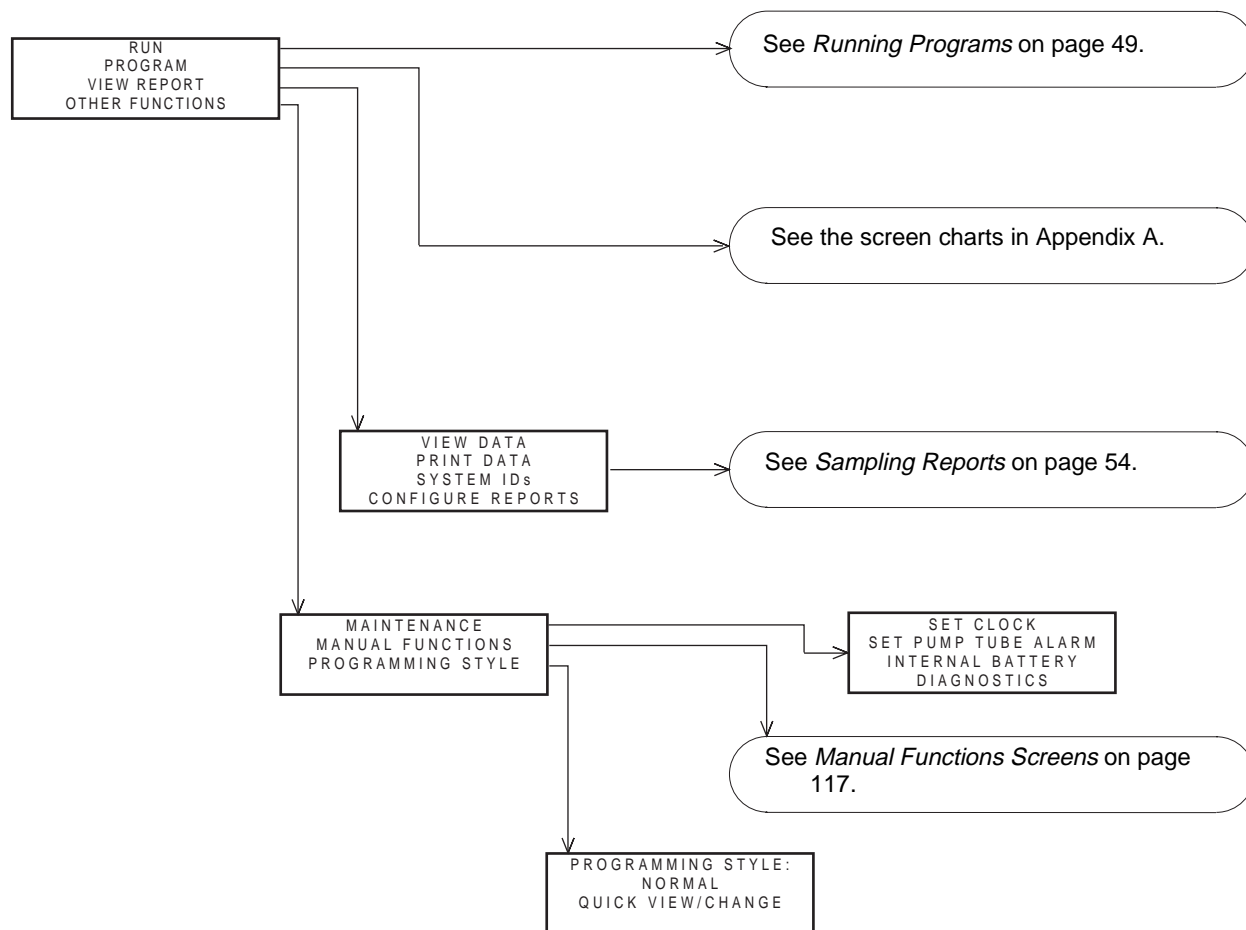 RUN
PROGRAM
VIEW REPORT
OTHER FUNCTIONS
See Running Programs on page 49.
See the screen charts in Appendix A.
VIEW DATA
PRINT DATA
SYSTEM IDs
CONFIGURE REPORTS
See Sampling Reports on page 54.
MAINTENANCE
MANUAL FUNCTIONS
PROGRAMMING STYLE
SET CLOCK
SET PUMP TUBE ALARM
INTERNAL BATTERY
DIAGNOSTICS
See Manual Functions Screens on page
117.
PROGRAMMING STYLE:
NORMAL
QUICK VIEW/CHANGE